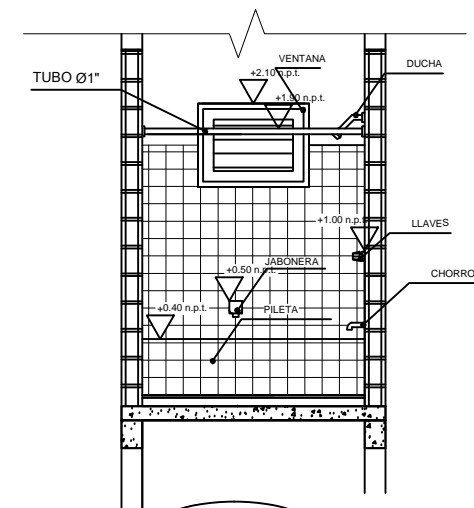 VENTANA
+2.10 n.p.t.
DUCHA
TUBO Ø1"
+1.90 n.p.t.
+1.00 n.p.t.
LLAVES
JABONERA
+0.50 n.p.t.
CHORRO
+0.40 n.p.t.
PILETA